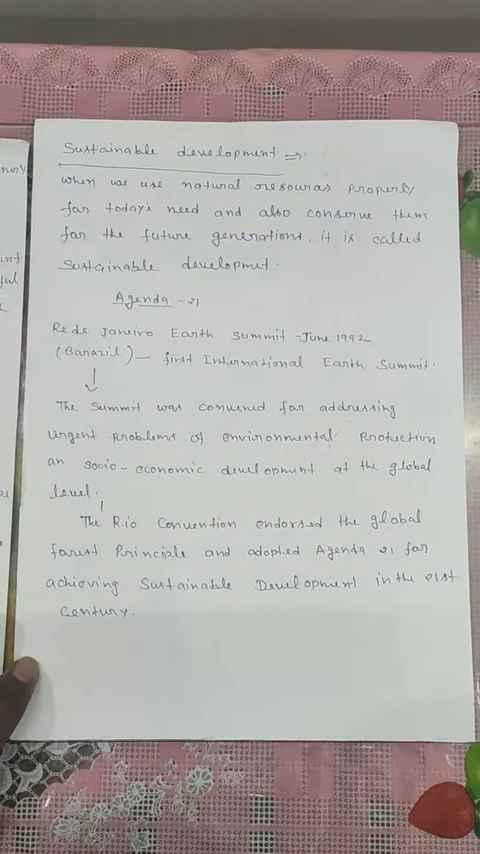 Sustainable development ⇒:
when we use natural resouras properly
for today's need and also conserve them
for the future generations. it is called
Sustainable developmet.
Agenda - 21
Rede Janeiro Earth Summit - June 1992
(Barazil) — first International Earth Summit.
The Summit was convened for addressing
urgent problems of environmental Protuction
an socio-economic development at the global
level.
The Rio Convention endorsed the global
forest Principle and adopted Agenda 21 for
achieving Sustainable Development in the 21st
Century.